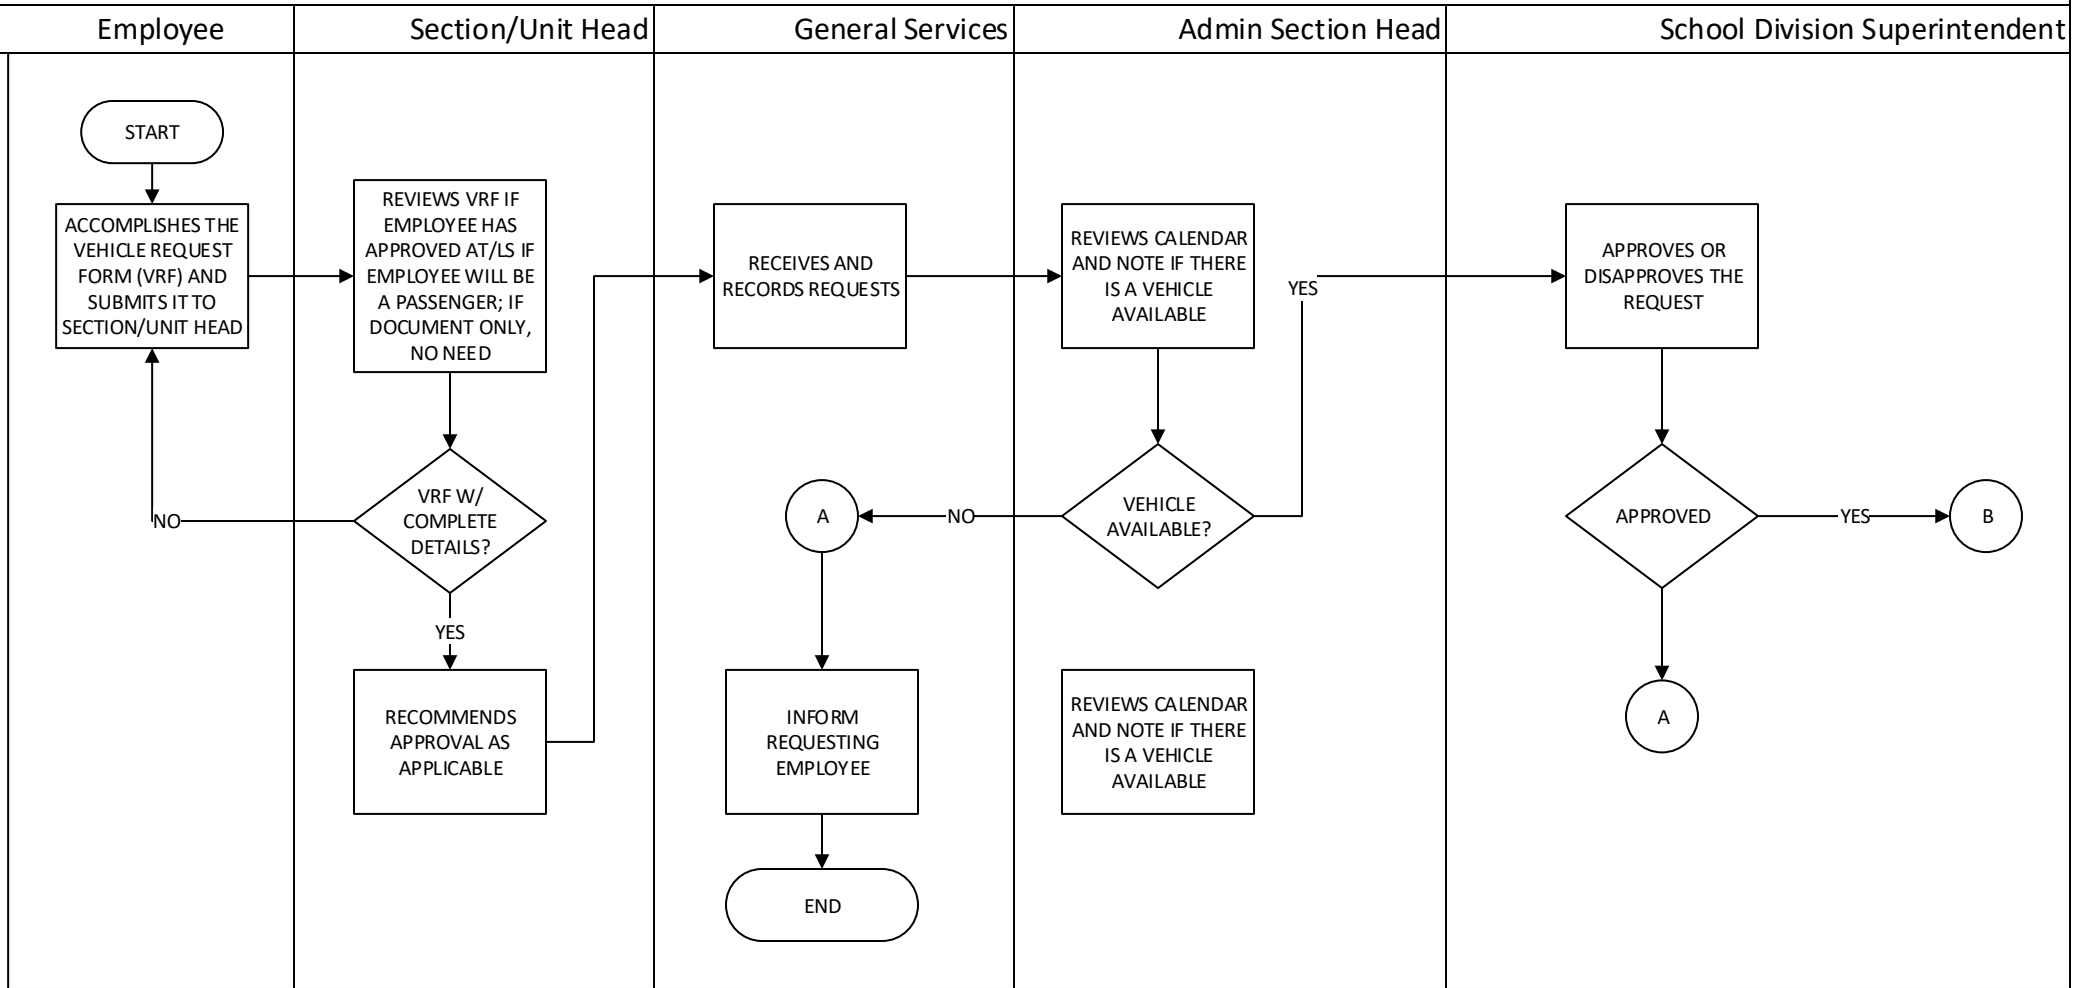 Employee
Section/Unit Head
General Services
Admin Section Head
School Division Superintendent
START
ACCOMPLISHES THE
VEHICLE REQUEST
FORM (VRF) AND
SUBMITS IT TO
SECTION/UNIT HEAD
NO
REVIEWS VRF IF
EMPLOYEE HAS
APPROVED AT/LS IF
EMPLOYEE WILL BE
A PASSENGER; IF
DOCUMENT ONLY,
NO NEED
VRF W/
COMPLETE
DETAILS?
YES
RECOMMENDS
APPROVAL AS
APPLICABLE
RECEIVES AND
RECORDS REQUESTS
A
NO
INFORM
REQUESTING
EMPLOYEE
END
REVIEWS CALENDAR
AND NOTE IF THERE
IS A VEHICLE
AVAILABLE
YES
VEHICLE
AVAILABLE?
REVIEWS CALENDAR
AND NOTE IF THERE
IS A VEHICLE
AVAILABLE
APPROVES OR
DISAPPROVES THE
REQUEST
APPROVED
YES
B
A